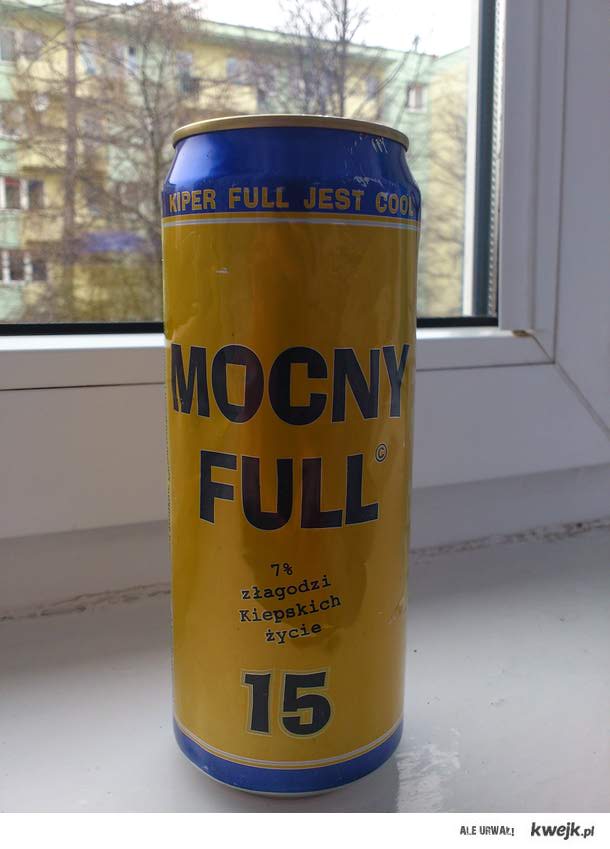 KIPER FULL JEST COOL
MOCNY
FULL©
7%
złagodzi
Kiepskich
życie
15
ALE URWAŁ! kwejk.pl